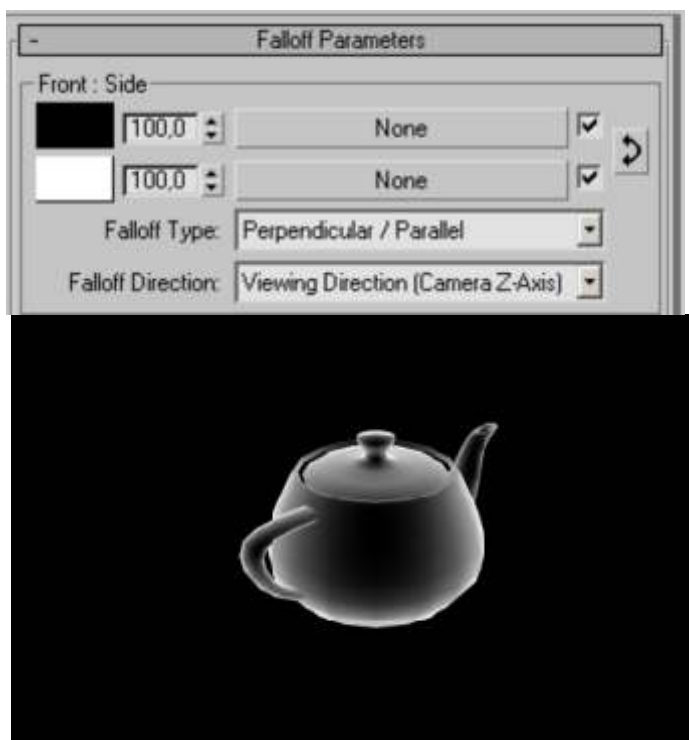 - Falloff Parameters
Front : Side
100,0 None
100,0 None
Falloff Type: Perpendicular / Parallel
Falloff Direction: Viewing Direction (Camera Z-Axis)